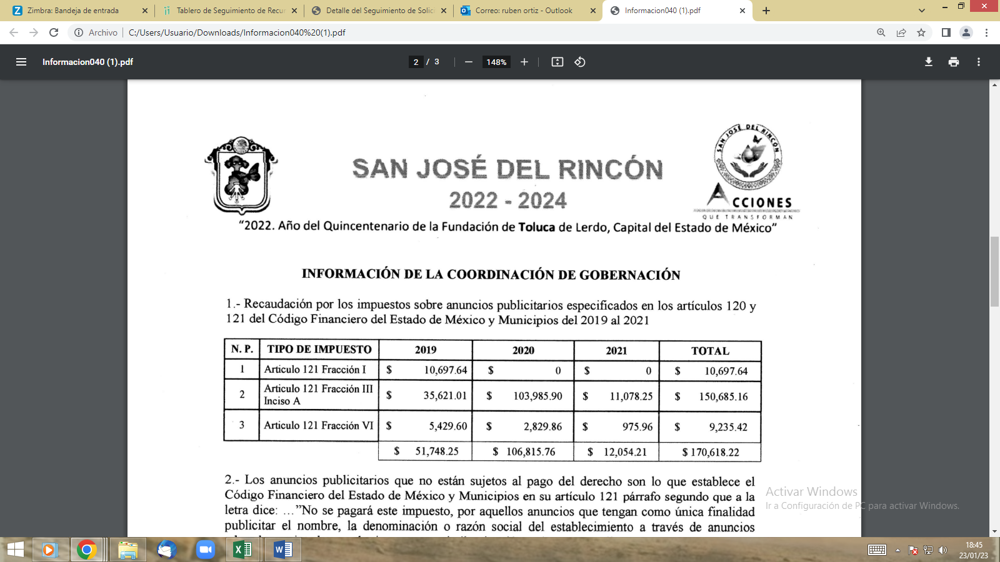 Zimbra: Bandeja de entrada
Tablero de Seguimiento de Recur
Detalle del Seguimiento de Solici
Correo: ruben ortiz - Outlook
Informacion040 (1).pdf
Archivo
C:/Users/Usuario/Downloads/Informacion040%20(1).pdf
Informacion040 (1).pdf
2 / 3
148%
SAN JOSÉ DEL RINCÓN
SAN JOSÉ DEL RINCÓN
2022 - 2024
ACCIONES
QUE TRANSFORMAN
“2022. Año del Quincentenario de la Fundación de Toluca de Lerdo, Capital del Estado de México”
INFORMACIÓN DE LA COORDINACIÓN DE GOBERNACIÓN
1.- Recaudación por los impuestos sobre anuncios publicitarios especificados en los artículos 120 y
121 del Código Financiero del Estado de México y Municipios del 2019 al 2021
N. P. TIPO DE IMPUESTO 2019 2020 2021 TOTAL
1 Articulo 121 Fracción I $ 10,697.64 $ 0 $ 0 $ 10,697.64
2 Articulo 121 Fracción III Inciso A $ 35,621.01 $ 103,985.90 $ 11,078.25 $ 150,685.16
3 Articulo 121 Fracción VI $ 5,429.60 $ 2,829.86 $ 975.96 $ 9,235.42
$ 51,748.25 $ 106,815.76 $ 12,054.21 $ 170,618.22
2.- Los anuncios publicitarios que no están sujetos al pago del derecho son lo que establece el
Código Financiero del Estado de México y Municipios en su artículo 121 párrafo segundo que a la
letra dice: …”No se pagará este impuesto, por aquellos anuncios que tengan como única finalidad
publicitar el nombre, la denominación o razón social del establecimiento a través de anuncios
Activar Windows
Ir a Configuración de PC para activar Windows.
18:45
23/01/23